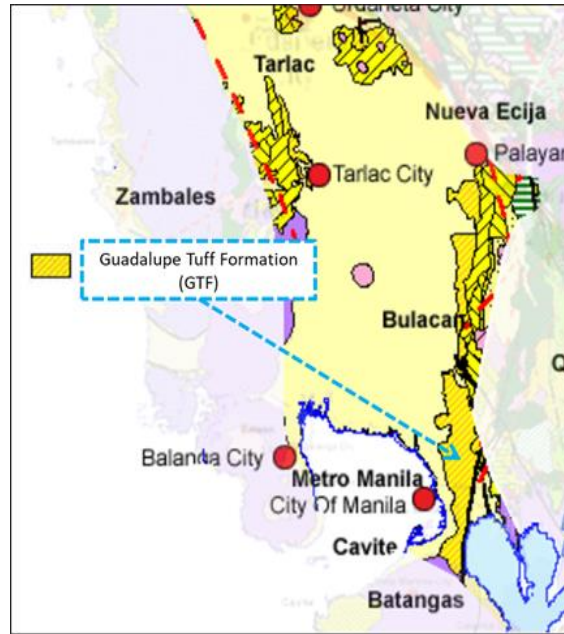 Tarlac
Nueva Ecija
Palaya
Tarlac City
Zambales
Guadalupe Tuff Formation
(GTF)
Bulacan
Balanga City
Metro Manila
City Of Manila
Cavite
Batangas